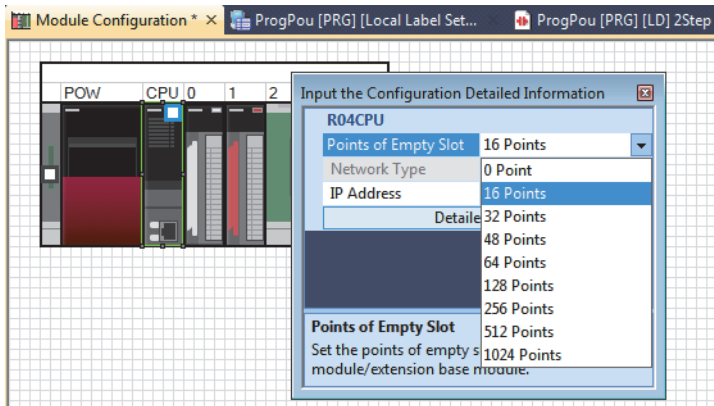 Module Configuration * × ProgPou [PRG] [Local Label Set... × ProgPou [PRG] [LD] 2Step
POW CPU 0 1 2
Input the Configuration Detailed Information
R04CPU
Points of Empty Slot 16 Points
Network Type 0 Point
IP Address 16 Points
Detaile 32 Points
48 Points
64 Points
128 Points
256 Points
Points of Empty Slot 512 Points
Set the points of empty s 1024 Points
module/extension base module.